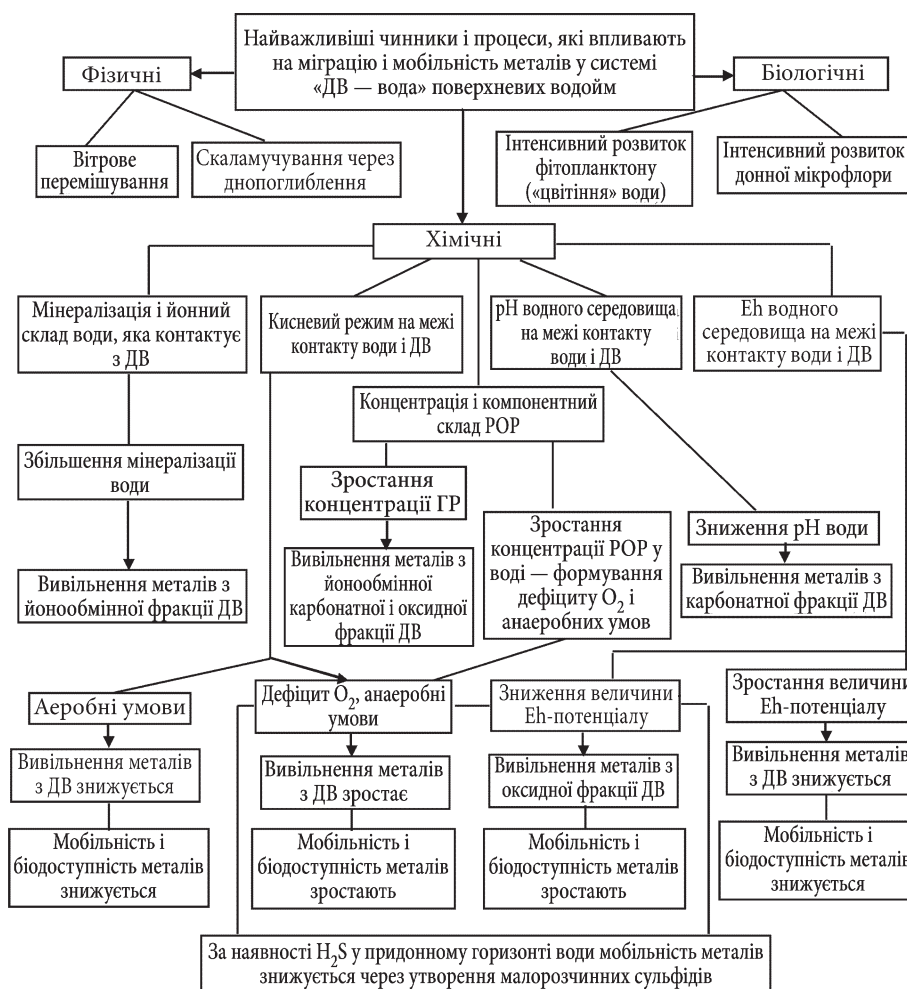 Найважливіші чинники і процеси, які впливають
на міграцію і мобільність металів у системі
«ДВ — вода» поверхневих водойм
Фізичні
Біологічні
Вітрове
перемішування
Скаламучування через
днопоглиблення
Інтенсивний розвиток
фітопланктону
(«цвітіння» води)
Інтенсивний розвиток
донної мікрофлори
Хімічні
Мінералізація і йонний
склад води, яка контактує
з ДВ
Кисневий режим на межі
контакту води і ДВ
рН водного середовища
на межі контакту
води і ДВ
Eh водного
середовища на межі
контакту води і ДВ
Концентрація і компонентний
склад РОР
Збільшення мінералізації
води
Зростання
концентрації ГР
Зростання
концентрації РОР у
воді — формування
дефіциту O₂ і
анаеробних умов
Зниження рН води
Вивільнення металів з
йонообмінної фракції ДВ
Вивільнення металів з
йонообмінної
карбонатної і оксидної
фракції ДВ
Вивільнення металів з
карбонатної фракції ДВ
Аеробні умови
Дефіцит O₂, анаеробні
умови
Зниження величини
Eh-потенціалу
Зростання величини
Eh-потенціалу
Вивільнення металів
з ДВ знижується
Вивільнення металів
з ДВ зростає
Вивільнення металів з
оксидної фракції ДВ
Вивільнення металів
з ДВ знижується
Мобільність і
біодоступність металів
знижується
Мобільність і
біодоступність металів
зростають
Мобільність і
біодоступність металів
зростають
Мобільність і
біодоступність металів
знижується
За наявності H₂S у придонному горизонті води мобільність металів
знижується через утворення малорозчинних сульфідів